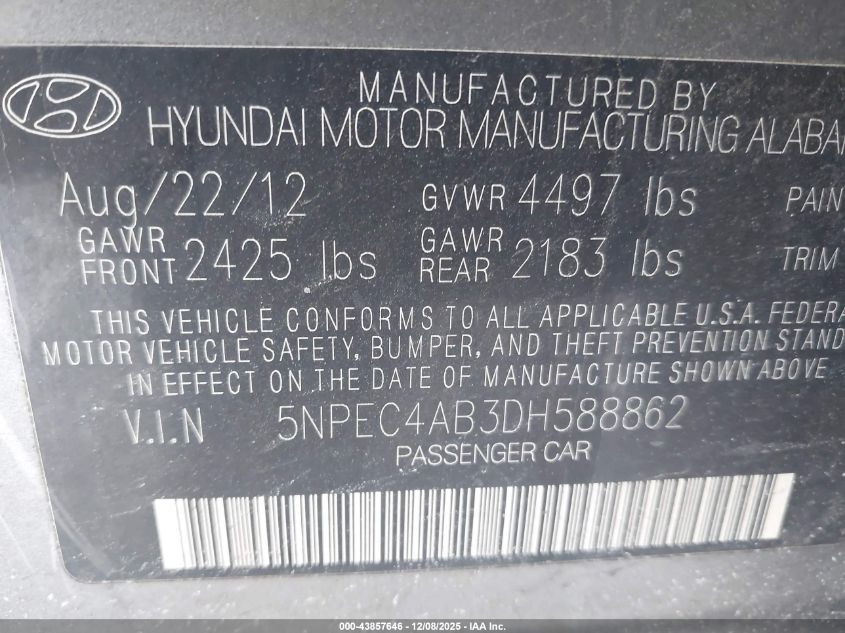 MANUFACTURED BY
HYUNDAI MOTOR MANUFACTURING ALABA
Aug/22/12 GVWR 4497 lbs PAIN
GAWR FRONT 2425 lbs GAWR REAR 2183 lbs TRIM
THIS VEHICLE CONFORMS TO ALL APPLICABLE U.S.A. FEDERA
MOTOR VEHICLE SAFETY, BUMPER, AND THEFT PREVENTION STAND
IN EFFECT ON THE DATE OF MANUFACTURE SHOWN ABOVE
V.I.N 5NPEC4AB3DH588862
PASSENGER CAR
000-43857646 - 12/08/2025 - IAA Inc.